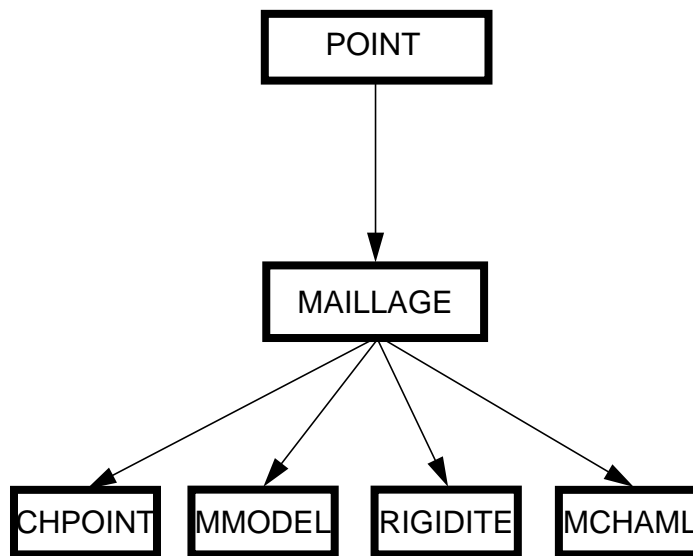 POINT
MAILLAGE
CHPOINT
MMODEL
RIGIDITE
MCHAML